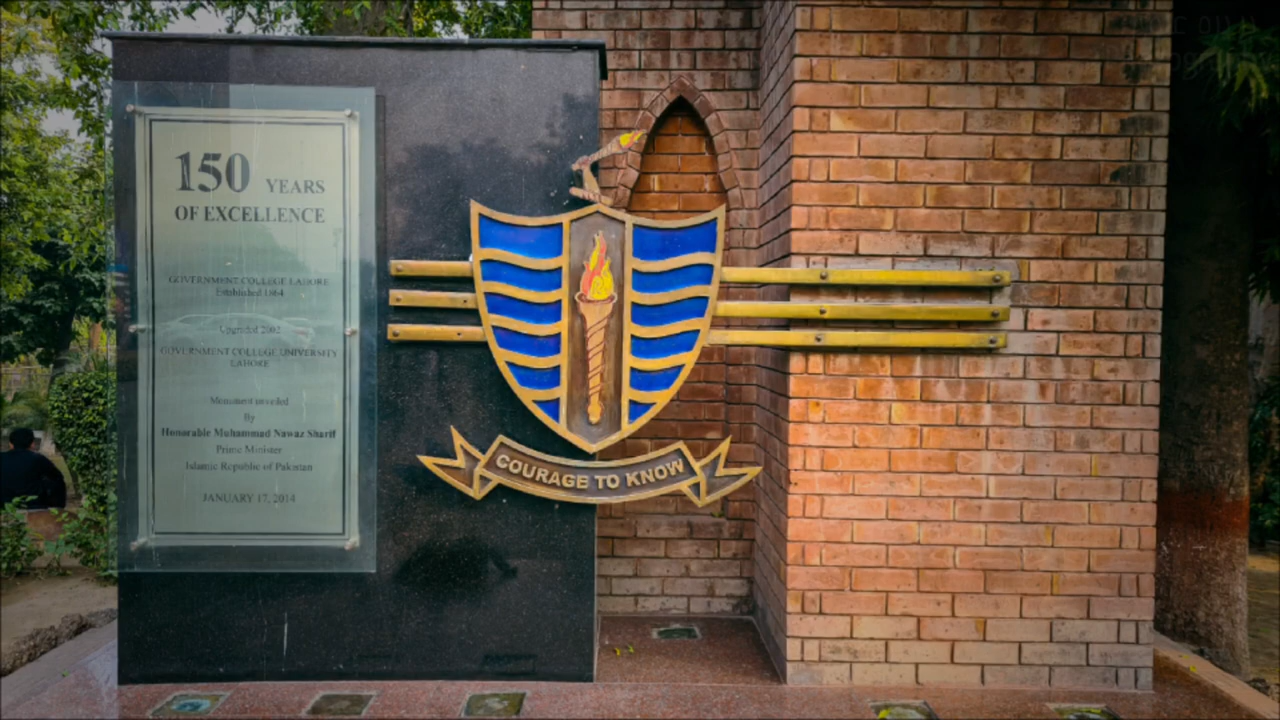 150 YEARS
OF EXCELLENCE
GOVERNMENT COLLEGE LAHORE
Established 1864
Upgraded 2002
GOVERNMENT COLLEGE UNIVERSITY
LAHORE
Monument unveiled
By
Honorable Muhammad Nawaz Sharif
Prime Minister
Islamic Republic of Pakistan
JANUARY 17, 2014
COURAGE TO KNOW